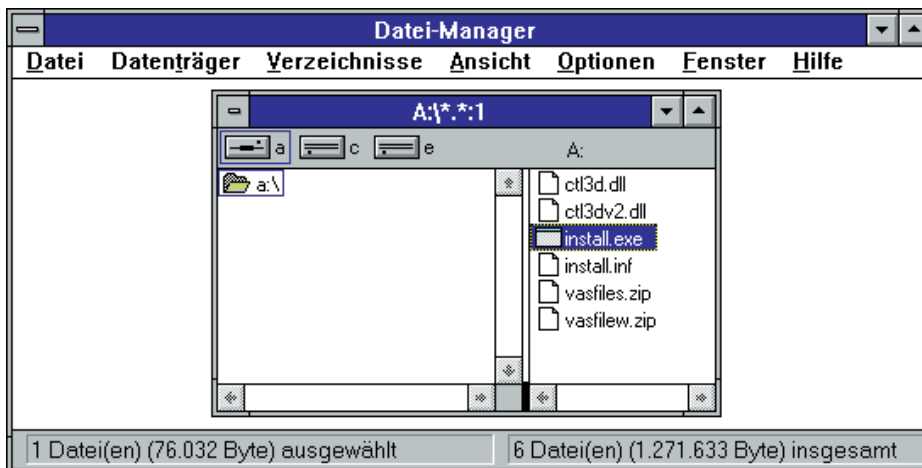 Datei-Manager
Datei Datenträger Verzeichnisse Ansicht Optionen Fenster Hilfe
A:\*.*:1
a c e A:
a:\
ctl3d.dll
ctl3dv2.dll
install.exe
install.inf
vasfiles.zip
vasfilew.zip
1 Datei(en) (76.032 Byte) ausgewählt 6 Datei(en) (1.271.633 Byte) insgesamt